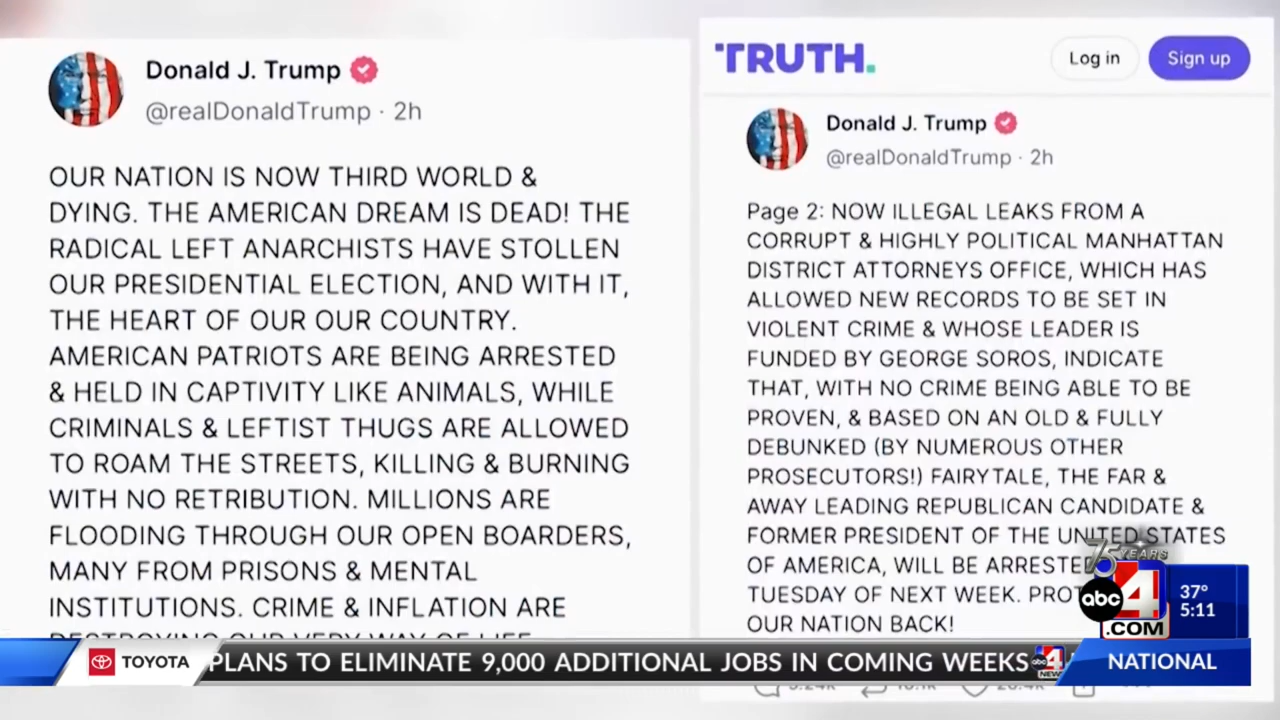 Donald J. Trump
@realDonaldTrump · 2h
OUR NATION IS NOW THIRD WORLD &
DYING. THE AMERICAN DREAM IS DEAD! THE
RADICAL LEFT ANARCHISTS HAVE STOLLEN
OUR PRESIDENTIAL ELECTION, AND WITH IT,
THE HEART OF OUR OUR COUNTRY.
AMERICAN PATRIOTS ARE BEING ARRESTED
& HELD IN CAPTIVITY LIKE ANIMALS, WHILE
CRIMINALS & LEFTIST THUGS ARE ALLOWED
TO ROAM THE STREETS, KILLING & BURNING
WITH NO RETRIBUTION. MILLIONS ARE
FLOODING THROUGH OUR OPEN BOARDERS,
MANY FROM PRISONS & MENTAL
INSTITUTIONS. CRIME & INFLATION ARE
DESTROYING OUR VERY WAY OF LIFE
TRUTH.
Log in
Sign up
Donald J. Trump
@realDonaldTrump · 2h
Page 2: NOW ILLEGAL LEAKS FROM A
CORRUPT & HIGHLY POLITICAL MANHATTAN
DISTRICT ATTORNEYS OFFICE, WHICH HAS
ALLOWED NEW RECORDS TO BE SET IN
VIOLENT CRIME & WHOSE LEADER IS
FUNDED BY GEORGE SOROS, INDICATE
THAT, WITH NO CRIME BEING ABLE TO BE
PROVEN, & BASED ON AN OLD & FULLY
DEBUNKED (BY NUMEROUS OTHER
PROSECUTORS!) FAIRYTALE, THE FAR &
AWAY LEADING REPUBLICAN CANDIDATE &
FORMER PRESIDENT OF THE UNITED STATES
OF AMERICA, WILL BE ARRESTED
TUESDAY OF NEXT WEEK.
OUR NATION BACK!
75 YEARS
abc 4
.COM
37°
5:11
TOYOTA
PLANS TO ELIMINATE 9,000 ADDITIONAL JOBS IN COMING WEEKS
abc 4
NEWS
NATIONAL